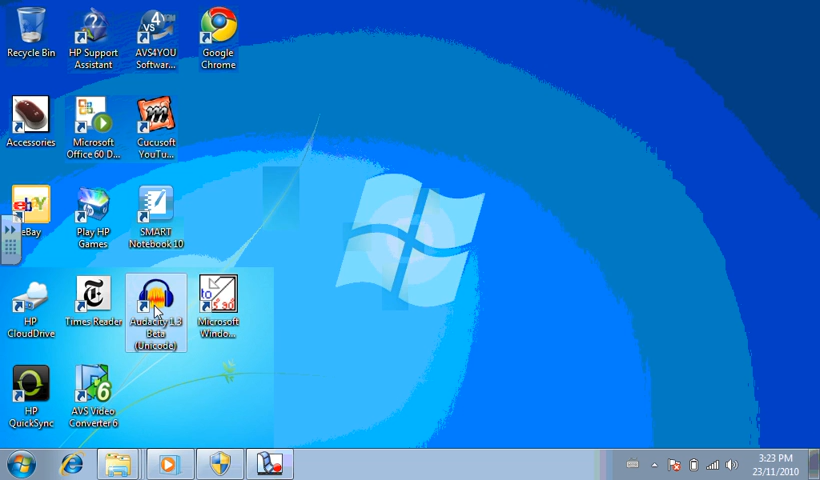 Recycle Bin
HP Support
Assistant
AVS4YOU
Softwar...
Google
Chrome
Accessories
Microsoft
Office 60 D...
Cucusoft
YouTu...
eBay
Play HP
Games
SMART
Notebook 10
HP
CloudDrive
Times Reader
Audacity 1.3
Beta
(Unicode)
Microsoft
Windo...
HP
QuickSync
AVS Video
Converter 6
3:23 PM
23/11/2010